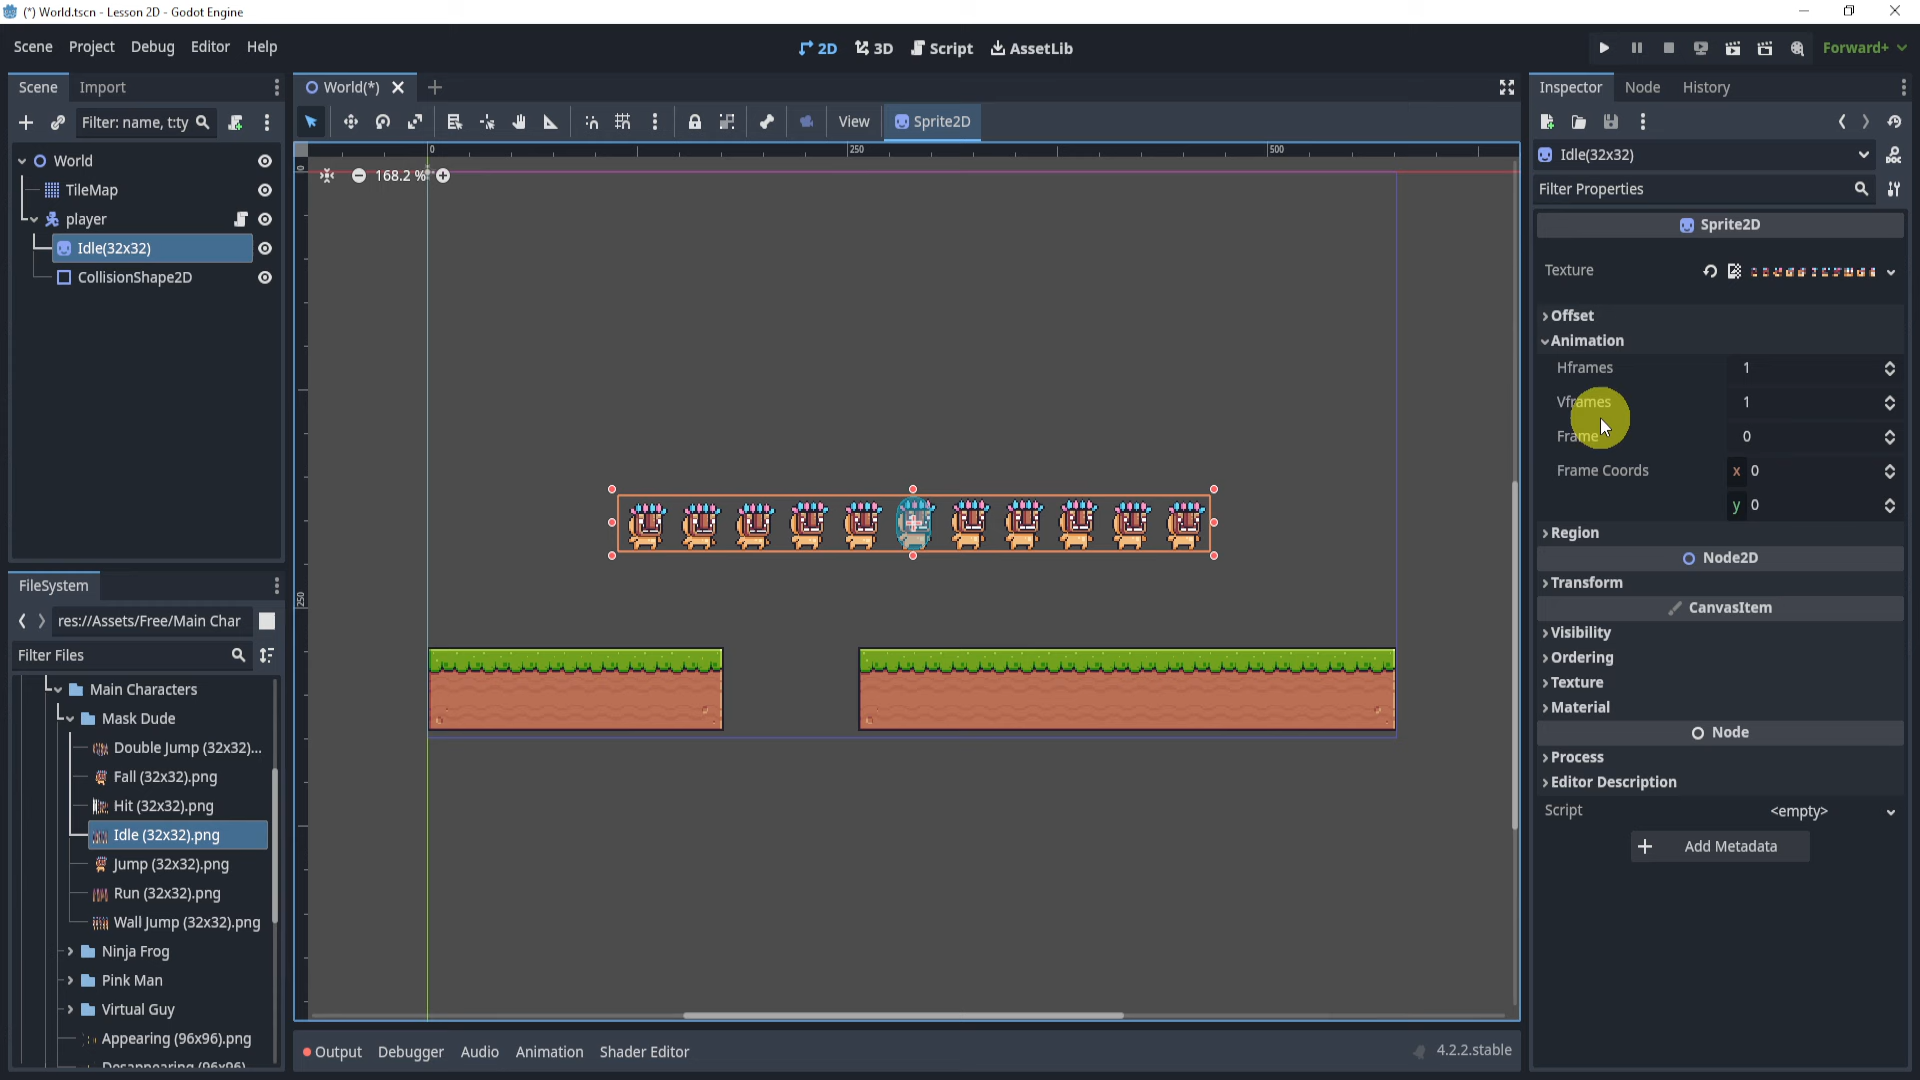 (*) World.tscn - Lesson 2D - Godot Engine
Scene Project Debug Editor Help
2D 3D Script AssetLib
Forward+
Scene Import
World(*)
Inspector Node History
Filter: name, t:ty
View
Sprite2D
Idle(32x32)
Filter Properties
World
TileMap
player
Idle(32x32)
CollisionShape2D
0 250 500
0
250
168.2 %
Sprite2D
Texture
Offset
Animation
Hframes 1
Vframes 1
Frame 0
Frame Coords x 0
y 0
Region
Node2D
Transform
CanvasItem
Visibility
Ordering
Texture
Material
Node
Process
Editor Description
Script <empty>
Add Metadata
FileSystem
res://Assets/Free/Main Char
Filter Files
Main Characters
Mask Dude
Double Jump (32x32)...
Fall (32x32).png
Hit (32x32).png
Idle (32x32).png
Jump (32x32).png
Run (32x32).png
Wall Jump (32x32).png
Ninja Frog
Pink Man
Virtual Guy
Appearing (96x96).png
Output Debugger Audio Animation Shader Editor
4.2.2.stable